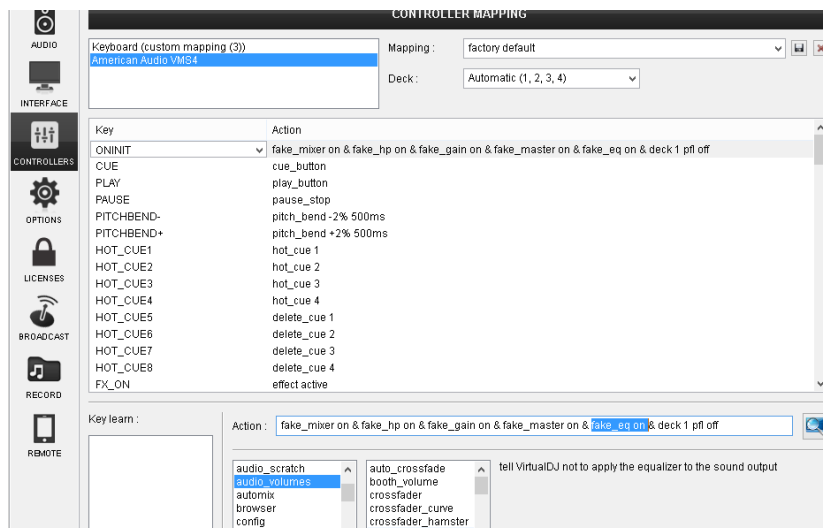 CONTROLLER MAPPING
AUDIO
INTERFACE
CONTROLLERS
OPTIONS
LICENSES
BROADCAST
RECORD
REMOTE
Keyboard (custom mapping (3))
American Audio VMS4
Mapping : factory default
Deck : Automatic (1, 2, 3, 4)
Key Action
ONINIT fake_mixer on & fake_hp on & fake_gain on & fake_master on & fake_eq on & deck 1 pfl off
CUE cue_button
PLAY play_button
PAUSE pause_stop
PITCHBEND- pitch_bend -2% 500ms
PITCHBEND+ pitch_bend +2% 500ms
HOT_CUE1 hot_cue 1
HOT_CUE2 hot_cue 2
HOT_CUE3 hot_cue 3
HOT_CUE4 hot_cue 4
HOT_CUE5 delete_cue 1
HOT_CUE6 delete_cue 2
HOT_CUE7 delete_cue 3
HOT_CUE8 delete_cue 4
FX_ON effect active
Key learn :
Action : fake_mixer on & fake_hp on & fake_gain on & fake_master on & fake_eq on & deck 1 pfl off
audio_scratch
audio_volumes
automix
browser
config
auto_crossfade
booth_volume
crossfader
crossfader_curve
crossfader_hamster
tell VirtualDJ not to apply the equalizer to the sound output